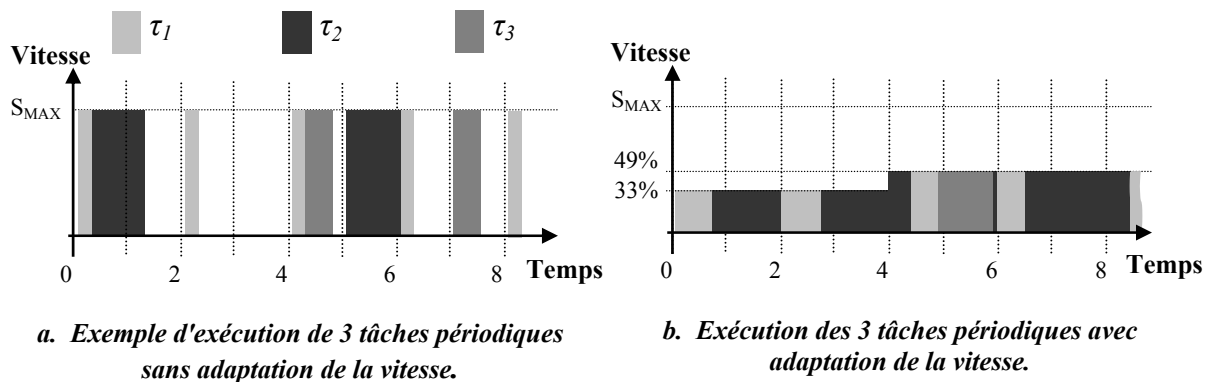 τ1 τ2 τ3
Vitesse
SMAX
0 2 4 6 8 Temps
a. Exemple d'exécution de 3 tâches périodiques
sans adaptation de la vitesse.
Vitesse
SMAX
49%
33%
0 2 4 6 8 Temps
b. Exécution des 3 tâches périodiques avec
adaptation de la vitesse.